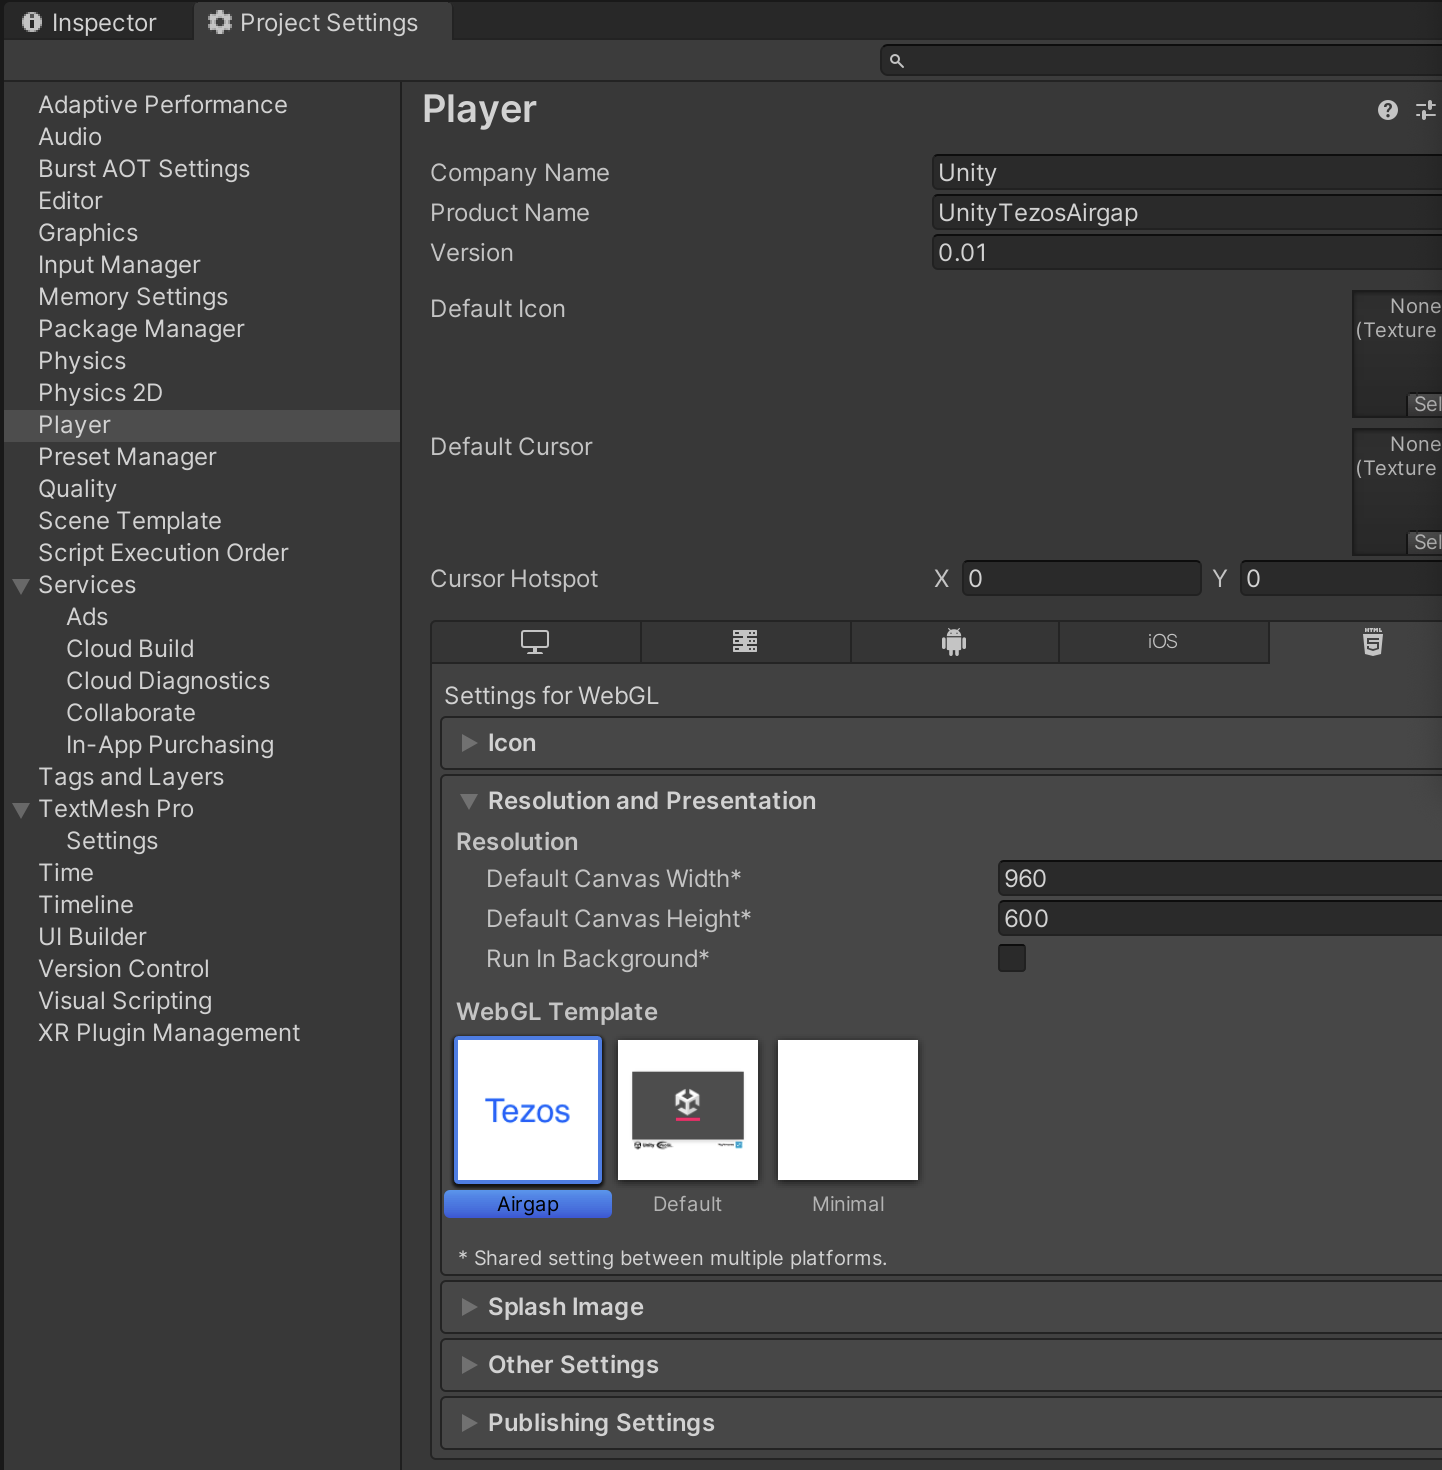 Inspector
Project Settings
Adaptive Performance
Audio
Burst AOT Settings
Editor
Graphics
Input Manager
Memory Settings
Package Manager
Physics
Physics 2D
Player
Preset Manager
Quality
Scene Template
Script Execution Order
Services
Ads
Cloud Build
Cloud Diagnostics
Collaborate
In-App Purchasing
Tags and Layers
TextMesh Pro
Settings
Time
Timeline
UI Builder
Version Control
Visual Scripting
XR Plugin Management
Player
Company Name Unity
Product Name UnityTezosAirgap
Version 0.01
Default Icon
None
(Texture
Sel
Default Cursor
None
(Texture
Sel
Cursor Hotspot X 0 Y 0
iOS
HTML
5
Settings for WebGL
Icon
Resolution and Presentation
Resolution
Default Canvas Width* 960
Default Canvas Height* 600
Run In Background*
WebGL Template
Tezos
Unity
Airgap Default Minimal
* Shared setting between multiple platforms.
Splash Image
Other Settings
Publishing Settings